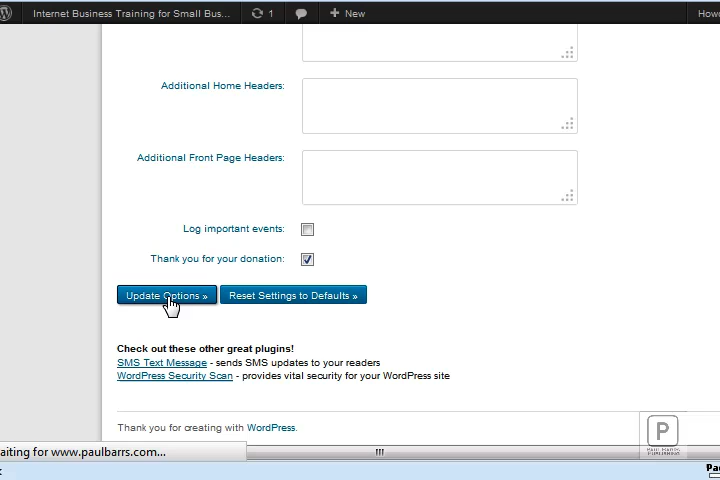 Internet Business Training for Small Bus... 1 New
Additional Home Headers:
Additional Front Page Headers:
Log important events:
Thank you for your donation:
Update Options » Reset Settings to Defaults »
Check out these other great plugins!
SMS Text Message - sends SMS updates to your readers
WordPress Security Scan - provides vital security for your WordPress site
Thank you for creating with WordPress.
P
PAUL BARRS
PUBLISHING
aiting for www.paulbarrs.com...